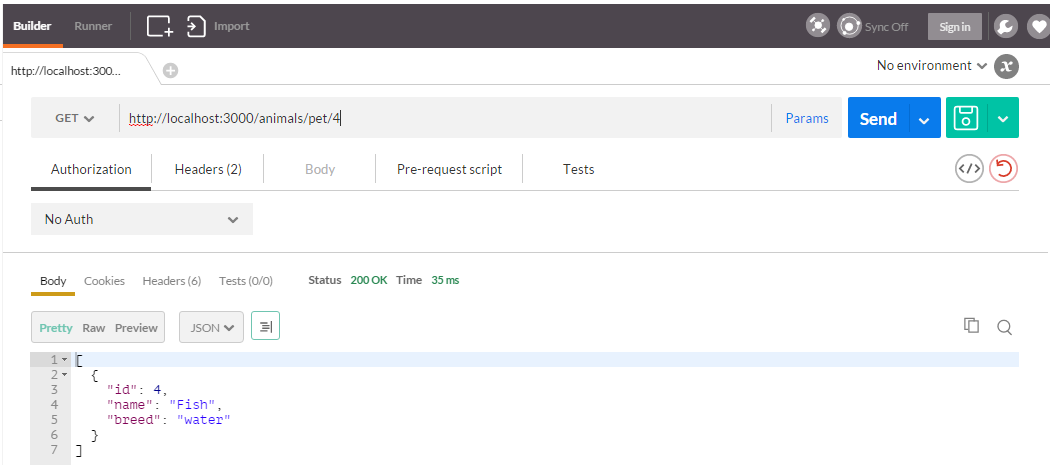 Builder Runner Import Sync Off Sign in
http://localhost:300... No environment x
GET http://localhost:3000/animals/pet/4 Params Send
Authorization Headers (2) Body Pre-request script Tests </>
No Auth
Body Cookies Headers (6) Tests (0/0) Status 200 OK Time 35 ms
Pretty Raw Preview JSON
1 [
2 {
3 "id": 4,
4 "name": "Fish",
5 "breed": "water"
6 }
7 ]